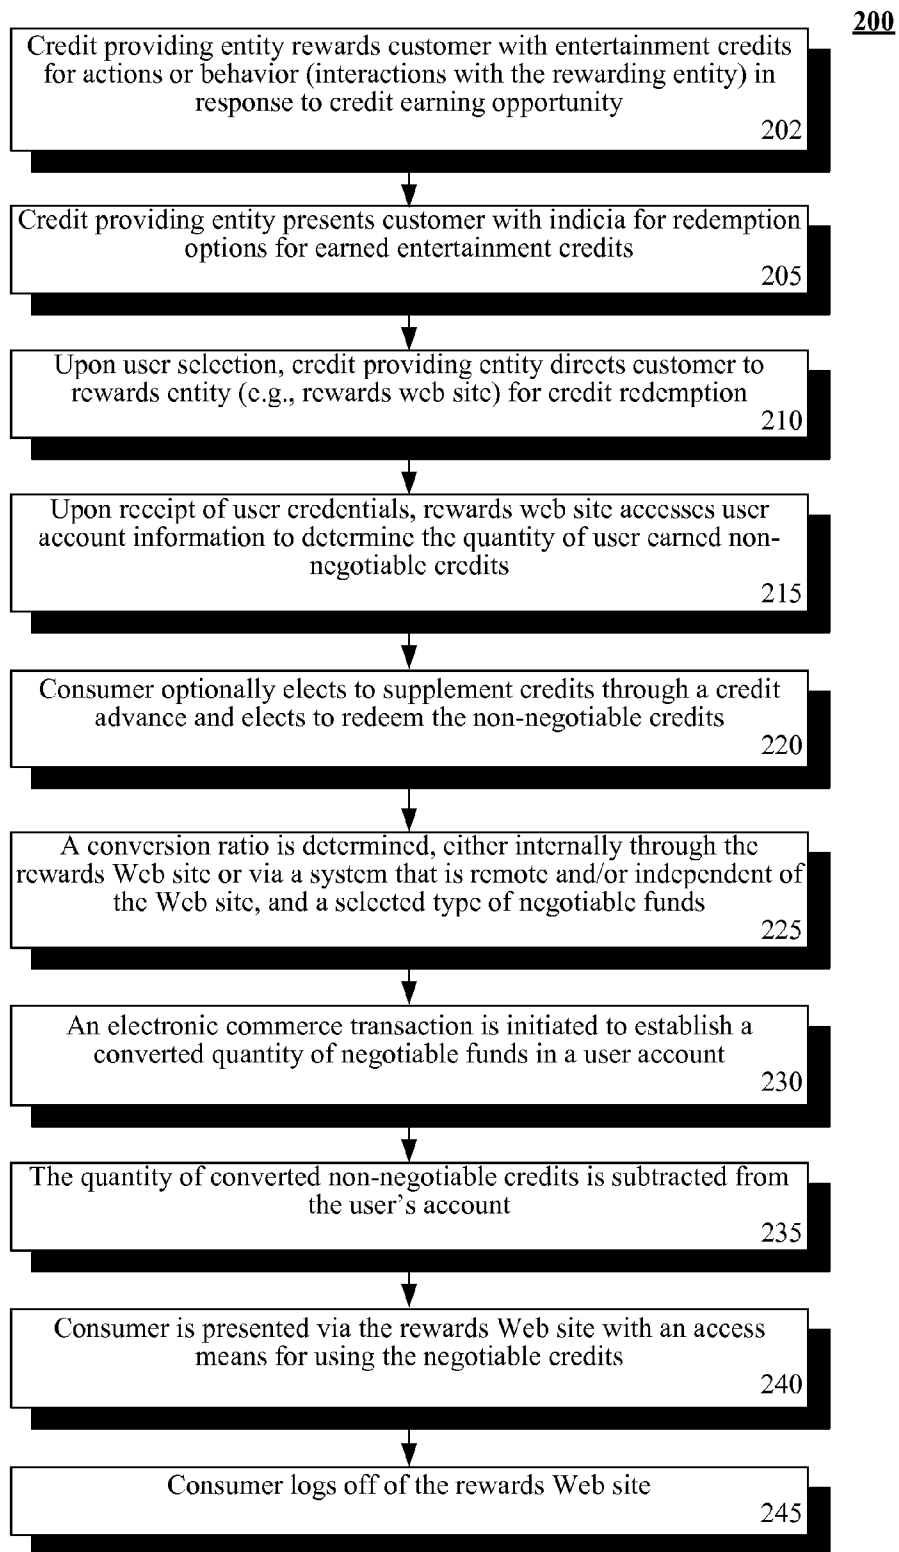 200
Credit providing entity rewards customer with entertainment credits
for actions or behavior (interactions with the rewarding entity) in
response to credit earning opportunity
202
Credit providing entity presents customer with indicia for redemption
options for earned entertainment credits
205
Upon user selection, credit providing entity directs customer to
rewards entity (e.g., rewards web site) for credit redemption
210
Upon receipt of user credentials, rewards web site accesses user
account information to determine the quantity of user earned non-
negotiable credits
215
Consumer optionally elects to supplement credits through a credit
advance and elects to redeem the non-negotiable credits
220
A conversion ratio is determined, either internally through the
rewards Web site or via a system that is remote and/or independent of
the Web site, and a selected type of negotiable funds
225
An electronic commerce transaction is initiated to establish a
converted quantity of negotiable funds in a user account
230
The quantity of converted non-negotiable credits is subtracted from
the user's account
235
Consumer is presented via the rewards Web site with an access
means for using the negotiable credits
240
Consumer logs off of the rewards Web site
245